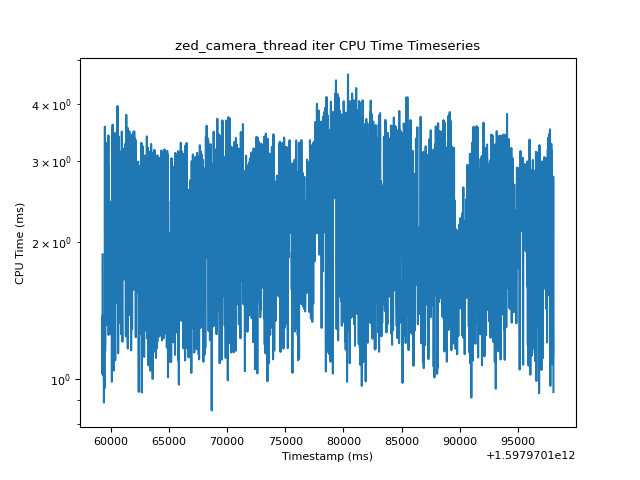 zed_camera_thread iter CPU Time Timeseries
CPU Time (ms)
4 × 10⁰
3 × 10⁰
2 × 10⁰
10⁰
60000 65000 70000 75000 80000 85000 90000 95000
Timestamp (ms)
+1.5979701e12